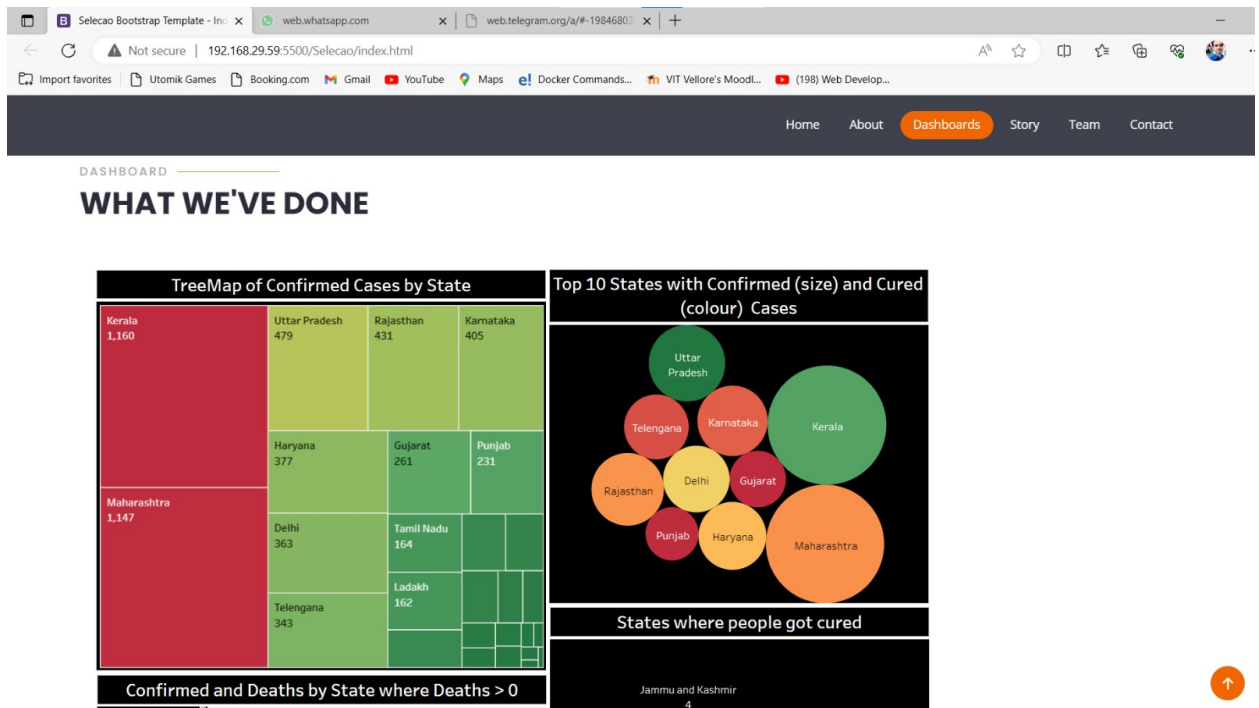 Selecao Bootstrap Template - Inc
web.whatsapp.com
web.telegram.org/a/#-19846803
Not secure | 192.168.29.59:5500/Selecao/index.html
Import favorites
Utomik Games
Booking.com
Gmail
YouTube
Maps
Docker Commands...
VIT Vellore's Moodl...
(198) Web Develop...
Home
About
Dashboards
Story
Team
Contact
DASHBOARD
WHAT WE'VE DONE
TreeMap of Confirmed Cases by State
Kerala
1,160
Uttar Pradesh
479
Rajasthan
431
Karnataka
405
Haryana
377
Gujarat
261
Punjab
231
Maharashtra
1,147
Delhi
363
Tamil Nadu
164
Ladakh
162
Telengana
343
Confirmed and Deaths by State where Deaths > 0
Top 10 States with Confirmed (size) and Cured
(colour) Cases
Uttar
Pradesh
Telengana
Karnataka
Kerala
Rajasthan
Delhi
Gujarat
Punjab
Haryana
Maharashtra
States where people got cured
Jammu and Kashmir
4